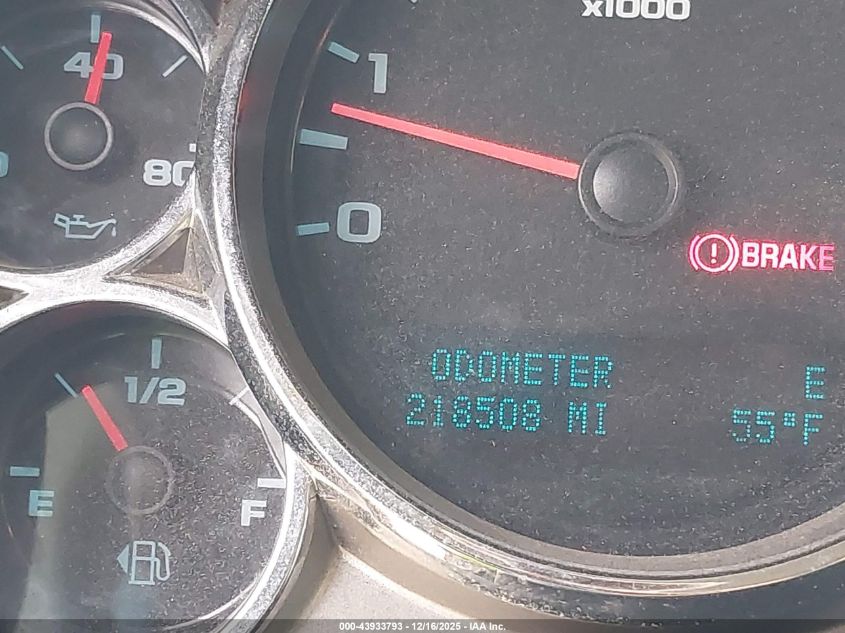 x1000
40
80
1
0
BRAKE
1/2
E
F
ODOMETER E
218508 MI 55°F
000-43933793 - 12/16/2025 - IAA Inc.